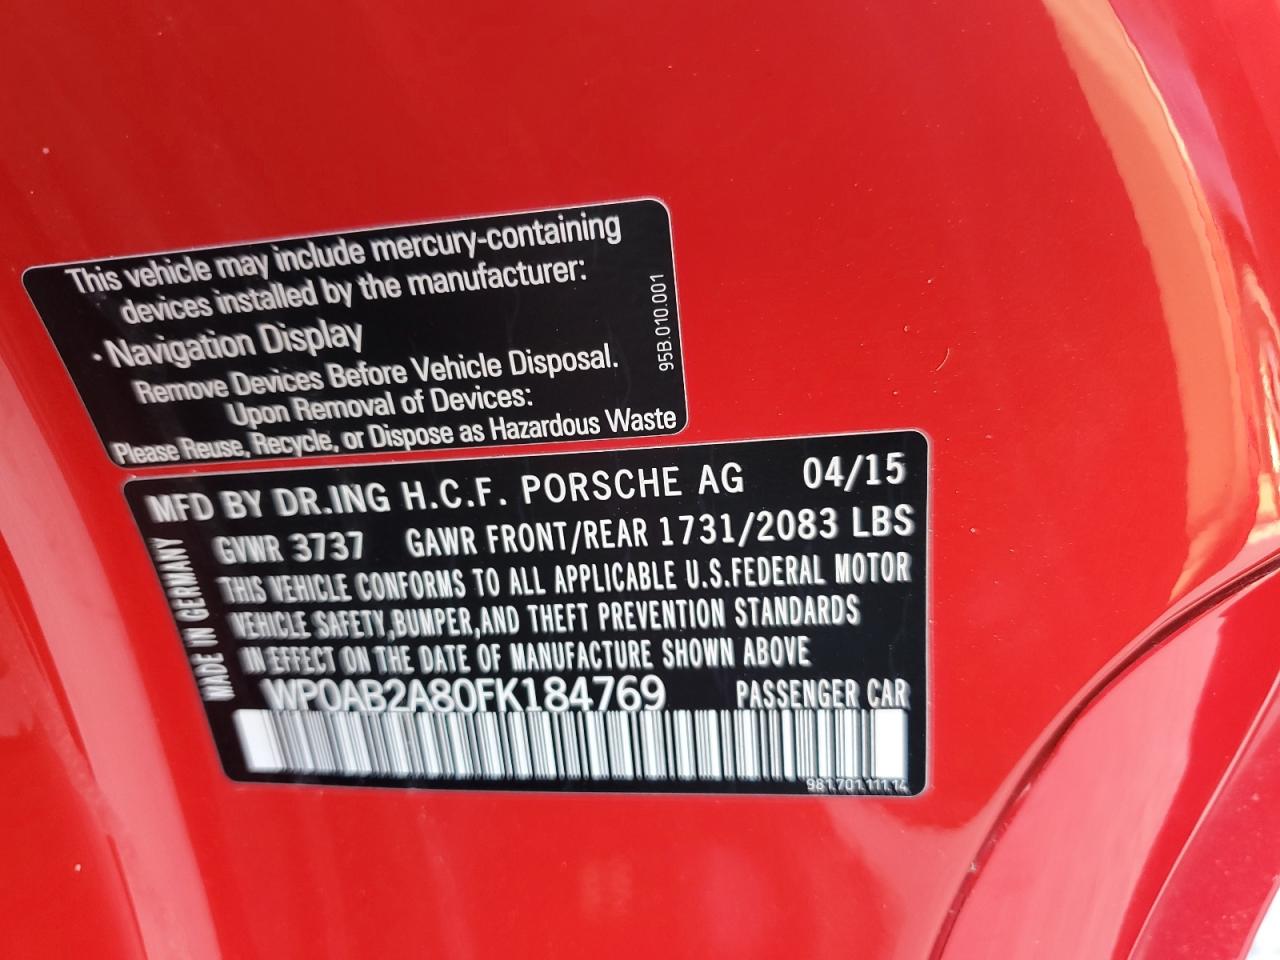 This vehicle may include mercury-containing
devices installed by the manufacturer:
· Navigation Display
Remove Devices Before Vehicle Disposal.
Upon Removal of Devices:
Please Reuse, Recycle, or Dispose as Hazardous Waste
95B.010.001
MFD BY DR.ING H.C.F. PORSCHE AG 04/15
GVWR 3737 GAWR FRONT/REAR 1731/2083 LBS
THIS VEHICLE CONFORMS TO ALL APPLICABLE U.S.FEDERAL MOTOR
VEHICLE SAFETY,BUMPER,AND THEFT PREVENTION STANDARDS
IN EFFECT ON THE DATE OF MANUFACTURE SHOWN ABOVE
WP0AB2A80FK184769 PASSENGER CAR
MADE IN GERMANY
981.701.111.14